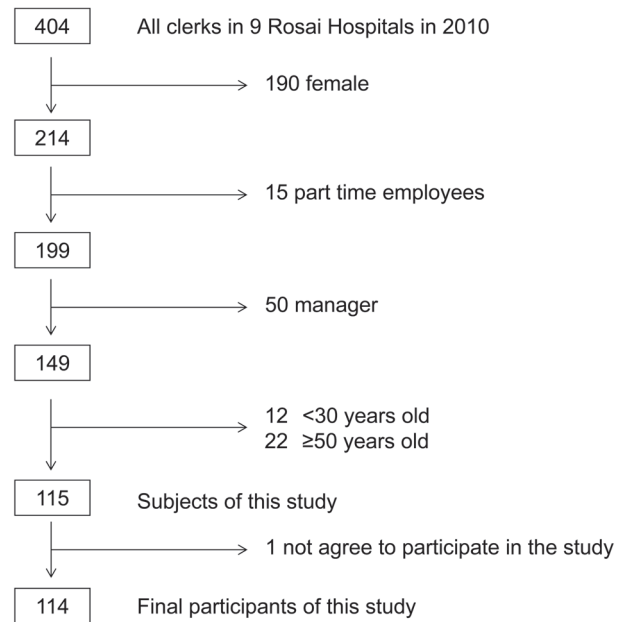 404 All clerks in 9 Rosai Hospitals in 2010
190 female
214
15 part time employees
199
50 manager
149
12 <30 years old
22 ≥50 years old
115 Subjects of this study
1 not agree to participate in the study
114 Final participants of this study